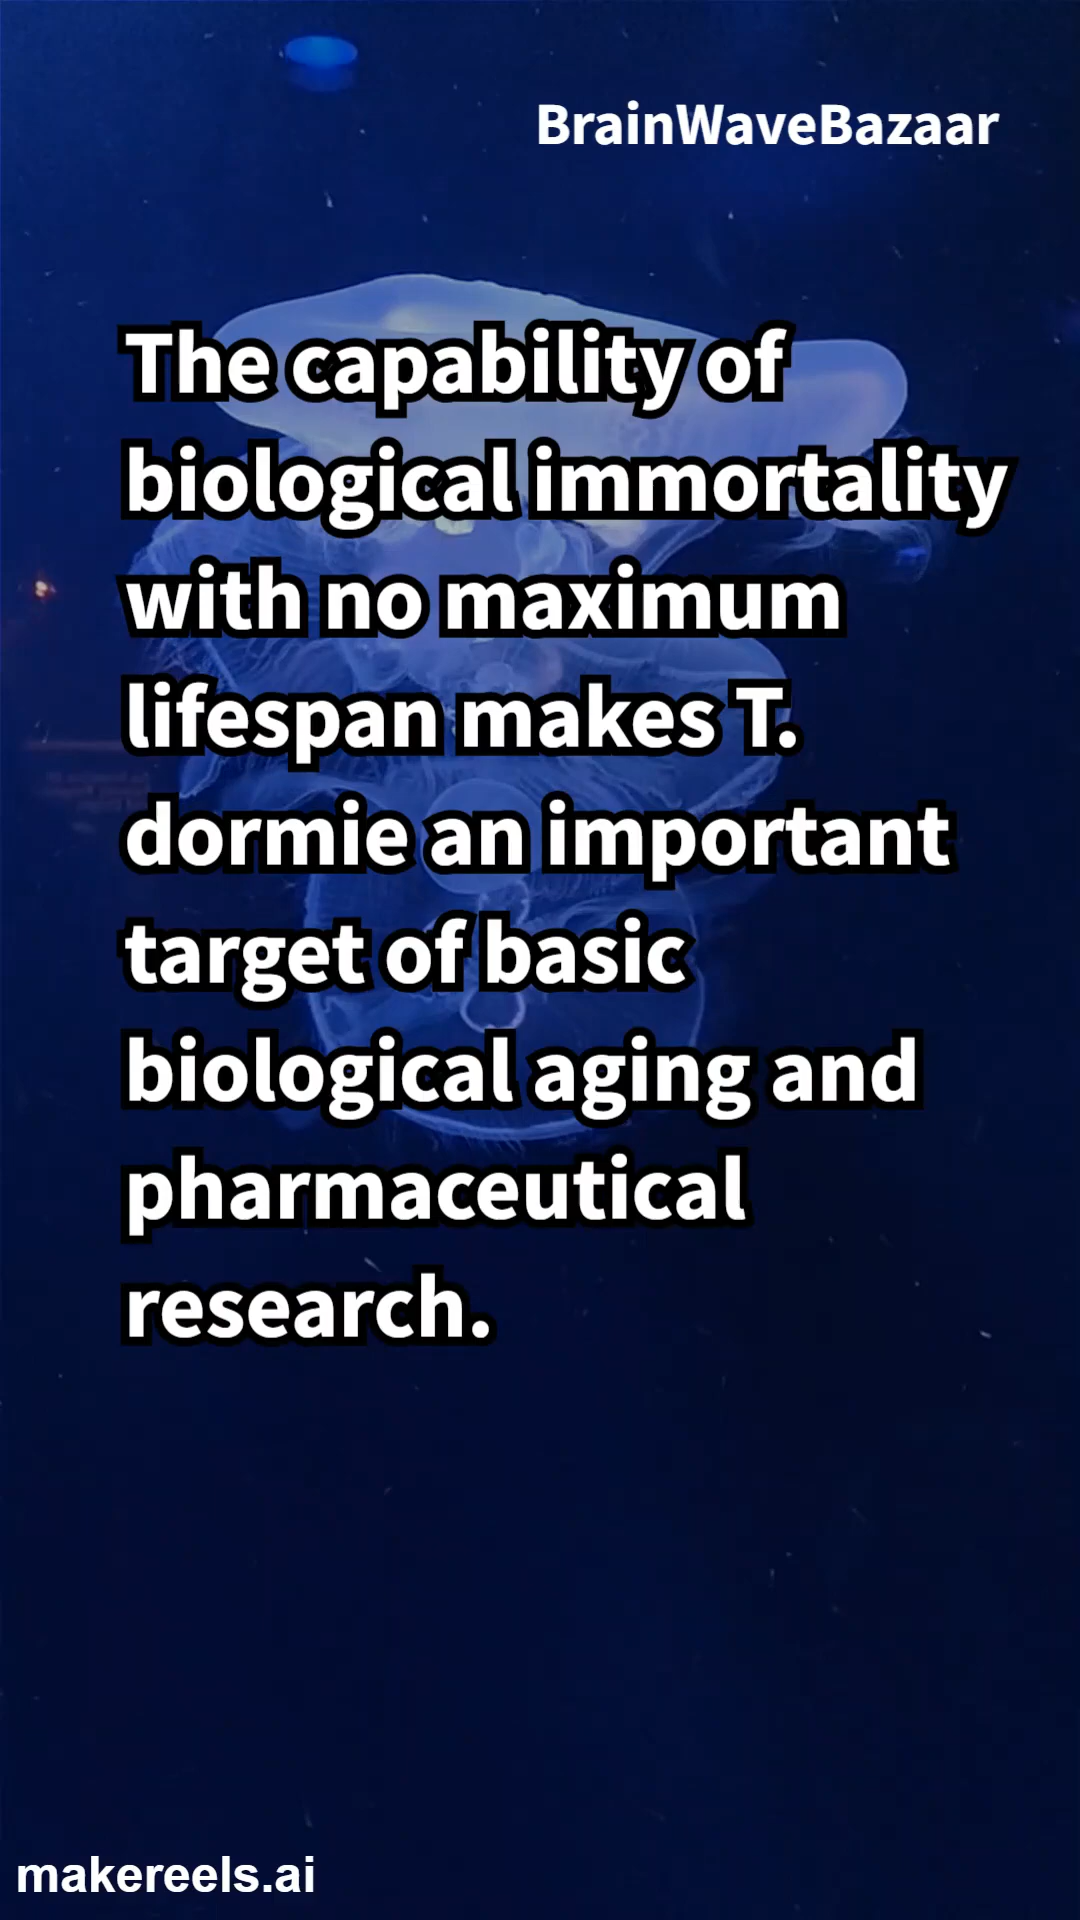 BrainWaveBazaar
The capability of
biological immortality
with no maximum
lifespan makes T.
dormie an important
target of basic
biological aging and
pharmaceutical
research.
makereels.ai